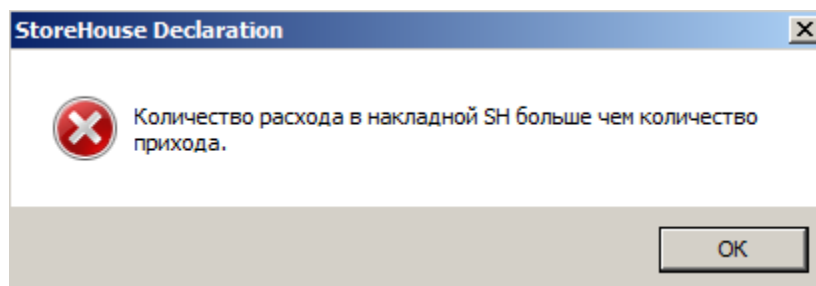 StoreHouse Declaration
Количество расхода в накладной SH больше чем количество
прихода.
OK